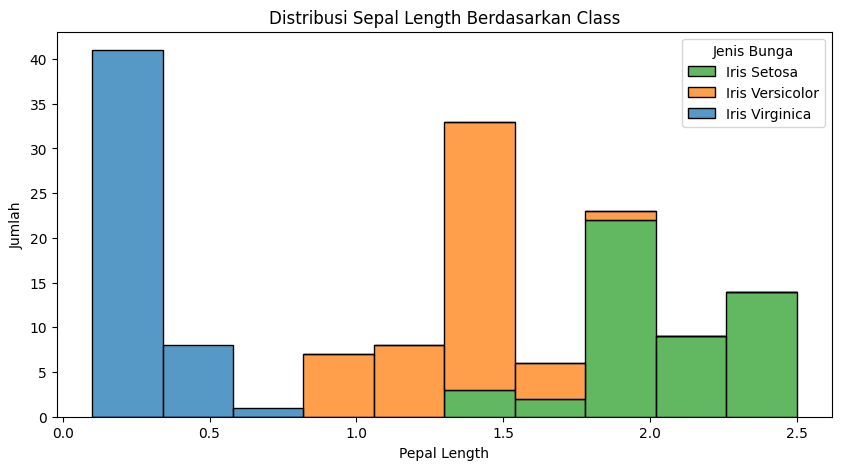 Distribusi Sepal Length Berdasarkan Class
Jenis Bunga
Iris Setosa
Iris Versicolor
Iris Virginica
40
35
30
25
20
15
10
5
0
Jumlah
0.0 0.5 1.0 1.5 2.0 2.5
Pepal Length